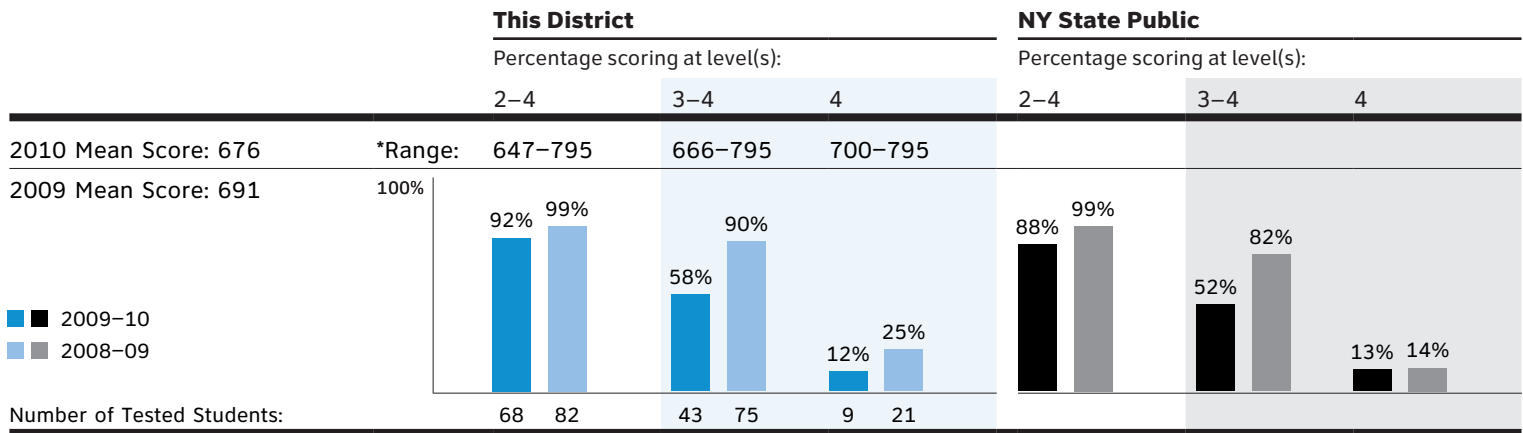 This District NY State Public
Percentage scoring at level(s): Percentage scoring at level(s):
2–4 3–4 4 2–4 3–4 4
2010 Mean Score: 676 *Range: 647–795 666–795 700–795
2009 Mean Score: 691 100%
92% 99% 90% 58% 12% 25% 88% 99% 52% 82% 13% 14%
2009–10
2008–09
Number of Tested Students: 68 82 43 75 9 21